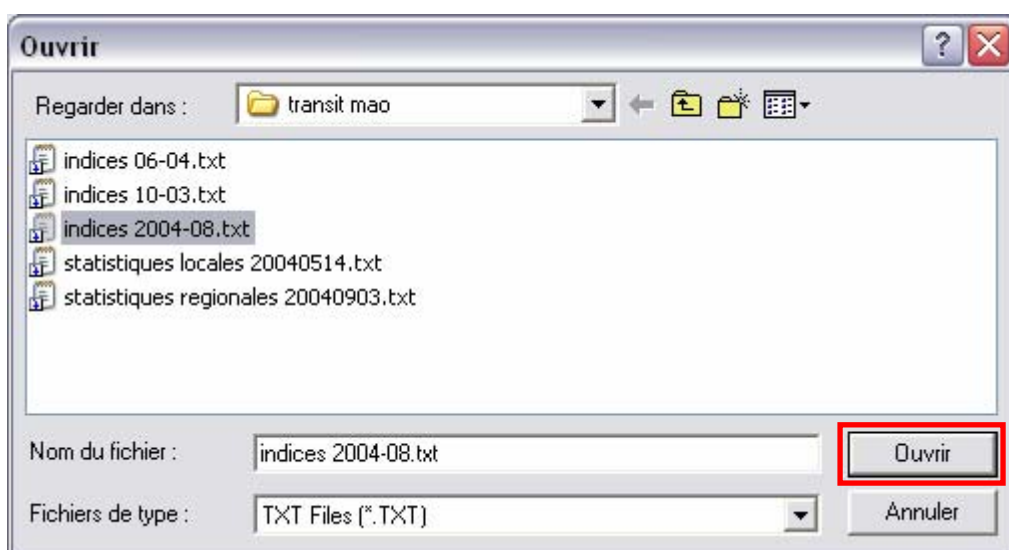 Ouvrir
Regarder dans : transit mao
indices 06-04.txt
indices 10-03.txt
indices 2004-08.txt
statistiques locales 20040514.txt
statistiques regionales 20040903.txt
Nom du fichier : indices 2004-08.txt Ouvrir
Fichiers de type : TXT Files (*.TXT) Annuler